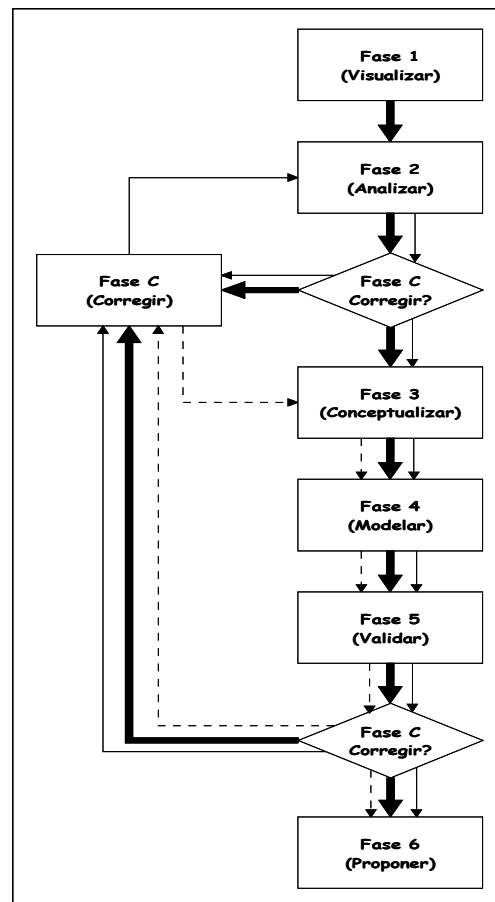 Fase 1
(Visualizar)
Fase 2
(Analizar)
Fase C
(Corregir)
Fase C
Corregir?
Fase 3
(Conceptualizar)
Fase 4
(Modelar)
Fase 5
(Validar)
Fase C
Corregir?
Fase 6
(Proponer)